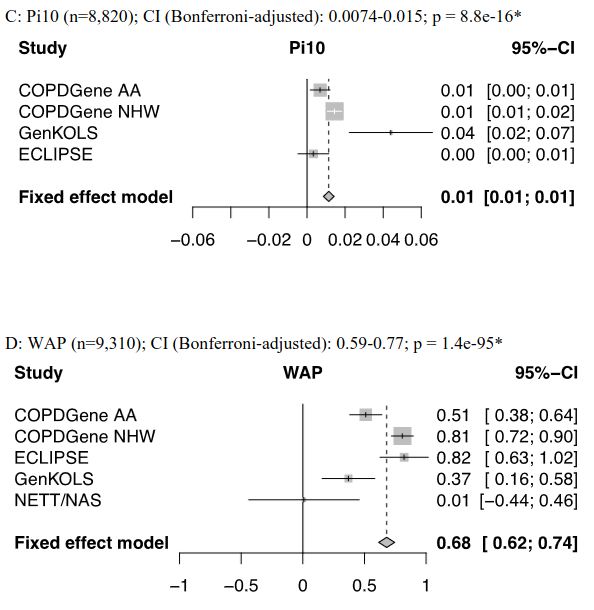 C: Pi10 (n=8,820); CI (Bonferroni-adjusted): 0.0074-0.015; p = 8.8e-16*
Study Pi10 95%−CI
COPDGene AA 0.01 [0.00; 0.01]
COPDGene NHW 0.01 [0.01; 0.02]
GenKOLS 0.04 [0.02; 0.07]
ECLIPSE 0.00 [0.00; 0.01]
Fixed effect model 0.01 [0.01; 0.01]
−0.06 −0.02 0 0.02 0.04 0.06
D: WAP (n=9,310); CI (Bonferroni-adjusted): 0.59-0.77; p = 1.4e-95*
Study WAP 95%−CI
COPDGene AA 0.51 [ 0.38; 0.64]
COPDGene NHW 0.81 [ 0.72; 0.90]
ECLIPSE 0.82 [ 0.63; 1.02]
GenKOLS 0.37 [ 0.16; 0.58]
NETT/NAS 0.01 [−0.44; 0.46]
Fixed effect model 0.68 [ 0.62; 0.74]
−1 −0.5 0 0.5 1